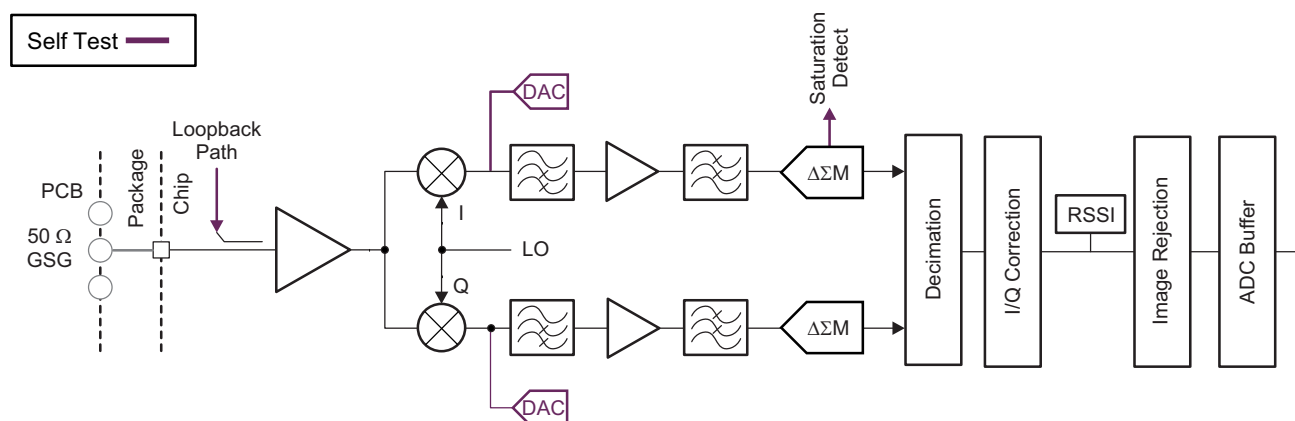 Self Test
DAC
Saturation
Detect
Loopback
Path
PCB
Package
Chip
50 Ω
GSG
I
LO
Q
ΔΣM
ΔΣM
DAC
Decimation
I/Q Correction
RSSI
Image Rejection
ADC Buffer